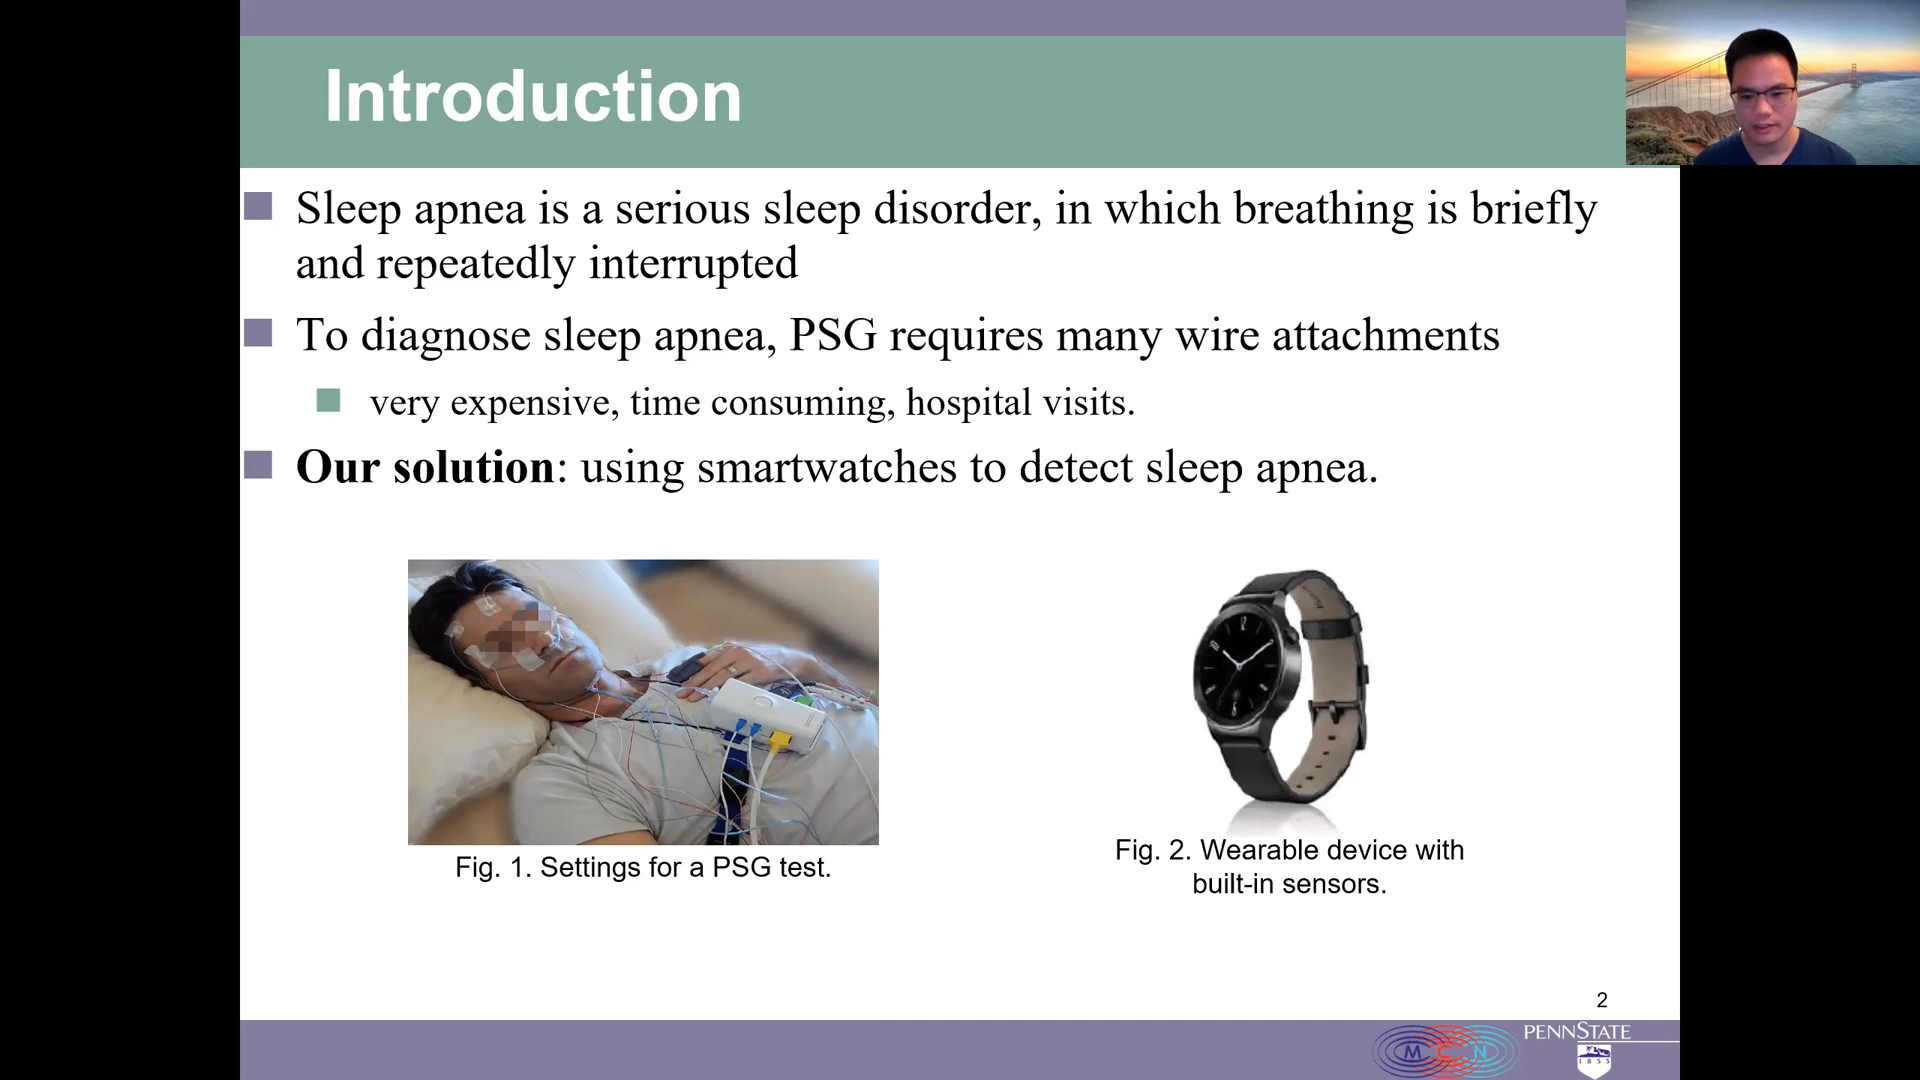 Introduction
Sleep apnea is a serious sleep disorder, in which breathing is briefly
and repeatedly interrupted
To diagnose sleep apnea, PSG requires many wire attachments
very expensive, time consuming, hospital visits.
Our solution: using smartwatches to detect sleep apnea.
Fig. 1. Settings for a PSG test.
Fig. 2. Wearable device with
built-in sensors.
2
MCN
PENNSTATE
1855